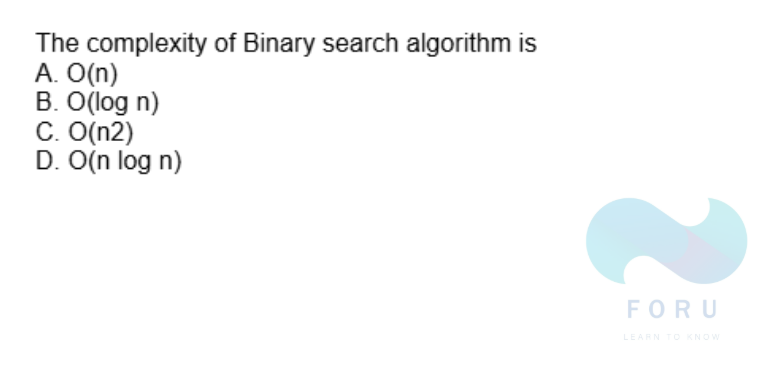 The complexity of Binary search algorithm is
A. O(n)
B. O(log n)
C. O(n2)
D. O(n log n)
FORU
LEARN TO KNOW